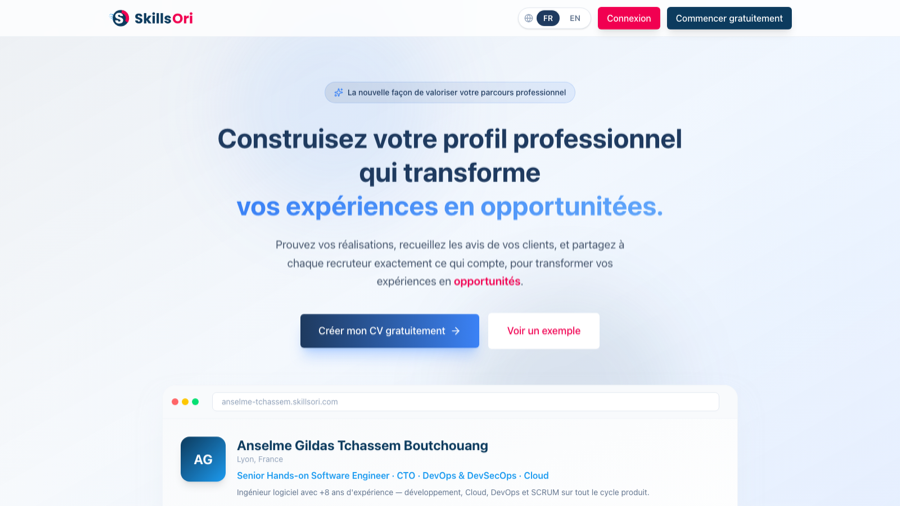 SkillsOri
FR
EN
Connexion
Commencer gratuitement
La nouvelle façon de valoriser votre parcours professionnel
Construisez votre profil professionnel
qui transforme
vos expériences en opportunités.
Prouvez vos réalisations, recueillez les avis de vos clients, et partagez à
chaque recruteur exactement ce qui compte, pour transformer vos
expériences en opportunités.
Créer mon CV gratuitement →
Voir un exemple
anselme-tchassem.skillsori.com
AG
Anselme Gildas Tchassem Boutchouang
Lyon, France
Senior Hands-on Software Engineer · CTO · DevOps & DevSecOps · Cloud
Ingénieur logiciel avec +8 ans d'expérience — développement, Cloud, DevOps et SCRUM sur tout le cycle produit.